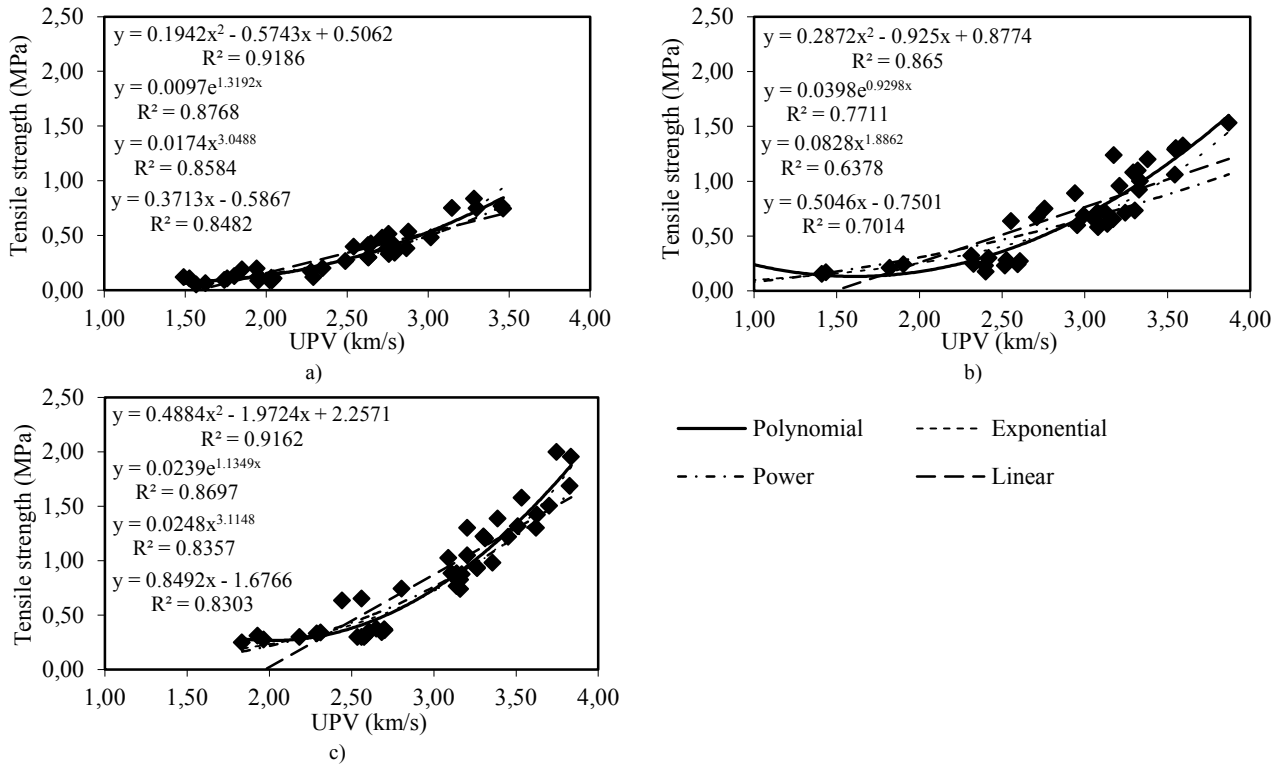 2,50
2,00
1,50
1,00
0,50
0,00
Tensile strength (MPa)
y = 0.1942x² - 0.5743x + 0.5062
R² = 0.9186
y = 0.0097e^1.3192x
R² = 0.8768
y = 0.0174x^3.0488
R² = 0.8584
y = 0.3713x - 0.5867
R² = 0.8482
1,00 1,50 2,00 2,50 3,00 3,50 4,00
UPV (km/s)
a)
2,50
2,00
1,50
1,00
0,50
0,00
Tensile strength (MPa)
y = 0.2872x² - 0.925x + 0.8774
R² = 0.865
y = 0.0398e^0.9298x
R² = 0.7711
y = 0.0828x^1.8862
R² = 0.6378
y = 0.5046x - 0.7501
R² = 0.7014
1,00 1,50 2,00 2,50 3,00 3,50 4,00
UPV (km/s)
b)
2,50
2,00
1,50
1,00
0,50
0,00
Tensile strength (MPa)
y = 0.4884x² - 1.9724x + 2.2571
R² = 0.9162
y = 0.0239e^1.1349x
R² = 0.8697
y = 0.0248x^3.1148
R² = 0.8357
y = 0.8492x - 1.6766
R² = 0.8303
1,00 1,50 2,00 2,50 3,00 3,50 4,00
UPV (km/s)
c)
Polynomial Exponential
Power Linear